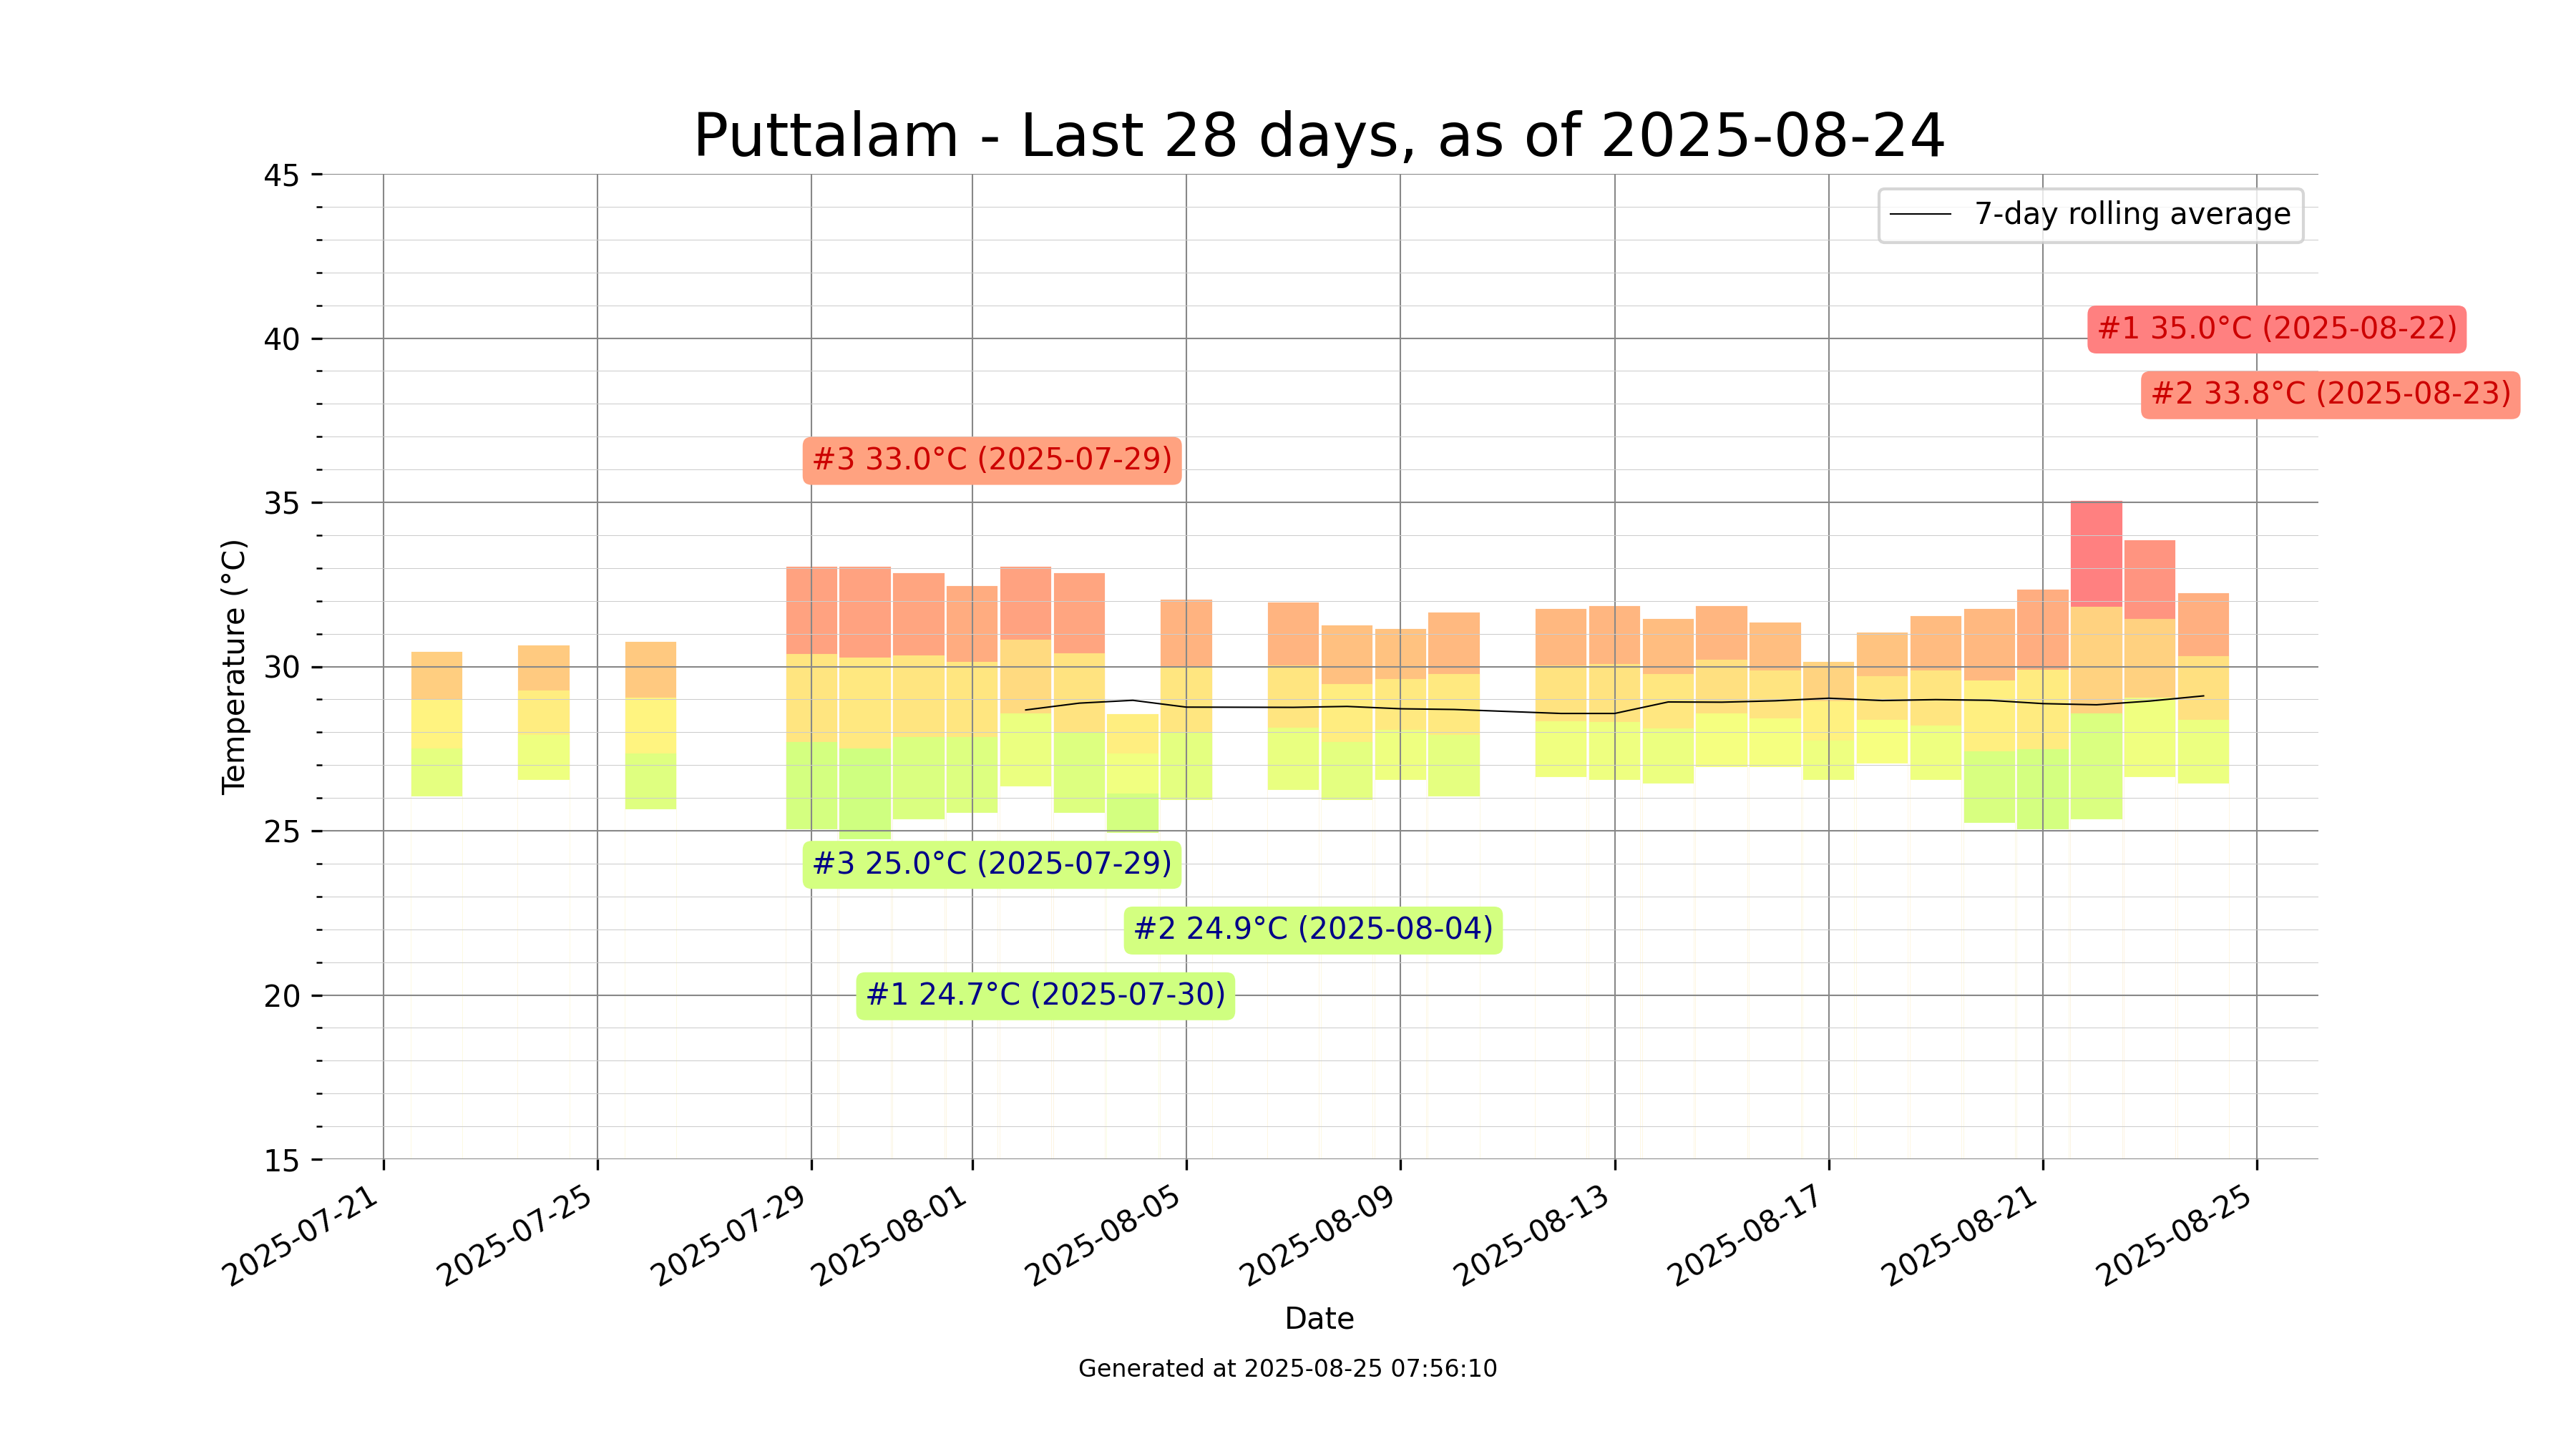 Puttalam - Last 28 days, as of 2025-08-24
7-day rolling average
45
40
35
30
25
20
15
Temperature (°C)
#1 35.0°C (2025-08-22)
#2 33.8°C (2025-08-23)
#3 33.0°C (2025-07-29)
#3 25.0°C (2025-07-29)
#2 24.9°C (2025-08-04)
#1 24.7°C (2025-07-30)
2025-07-21
2025-07-25
2025-07-29
2025-08-01
2025-08-05
2025-08-09
2025-08-13
2025-08-17
2025-08-21
2025-08-25
Date
Generated at 2025-08-25 07:56:10